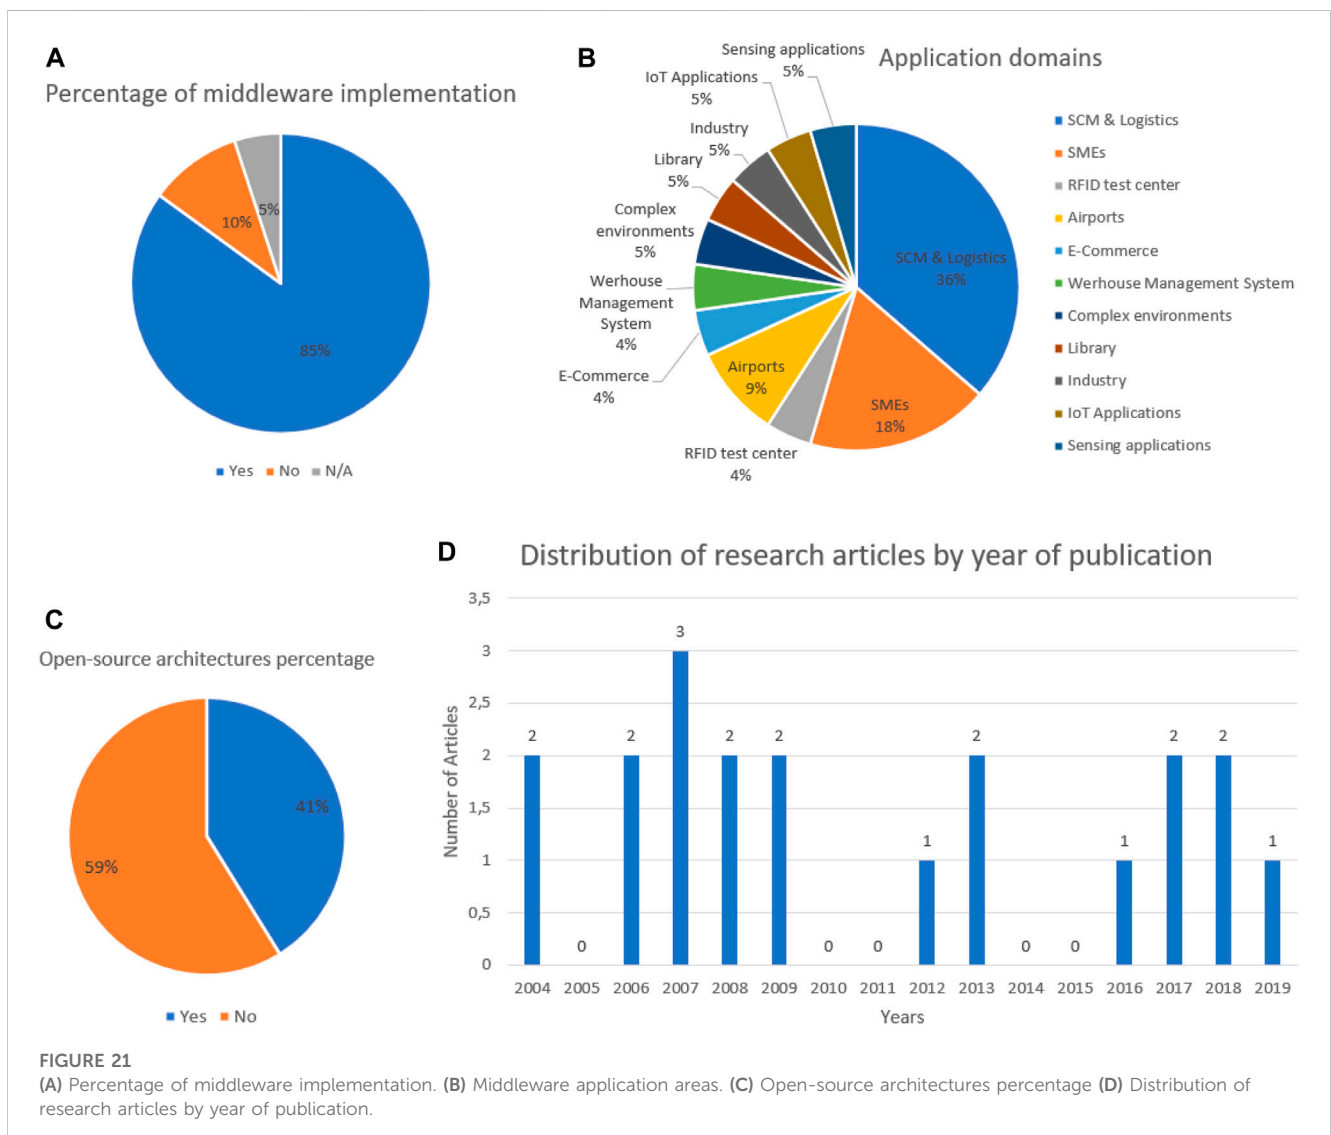 A
Percentage of middleware implementation
5%
10%
85%
Yes No N/A
B
Application domains
Sensing applications
5%
IoT Applications
5%
Industry
5%
Library
5%
Complex
environments
5%
Werhouse
Management
System
4%
E-Commerce
4%
RFID test center
4%
Airports
9%
SMEs
18%
SCM & Logistics
36%
SCM & Logistics
SMEs
RFID test center
Airports
E-Commerce
Werhouse Management System
Complex environments
Library
Industry
IoT Applications
Sensing applications
C
Open-source architectures percentage
41%
59%
Yes No
D
Distribution of research articles by year of publication
Number of Articles
3,5
3
2,5
2
1,5
1
0,5
0
2 0 2 3 2 2 0 0 1 2 0 0 1 2 2 1
2004 2005 2006 2007 2008 2009 2010 2011 2012 2013 2014 2015 2016 2017 2018 2019
Years
FIGURE 21
(A) Percentage of middleware implementation. (B) Middleware application areas. (C) Open-source architectures percentage (D) Distribution of
research articles by year of publication.